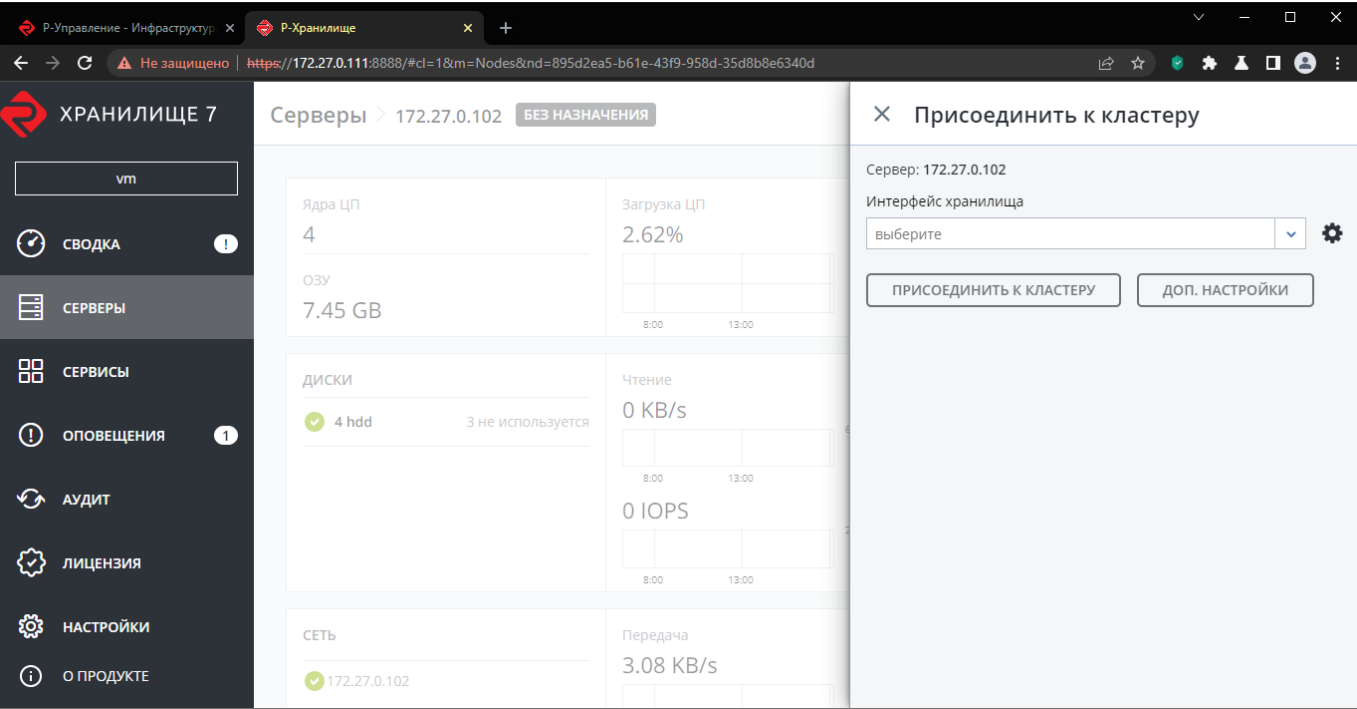 Р-Управление - Инфраструктур
Р-Хранилище
Не защищено
https://172.27.0.111:8888/#cl=1&m=Nodes&nd=895d2ea5-b61e-43f9-958d-35d8b8e6340d
ХРАНИЛИЩЕ 7
vm
СВОДКА !
СЕРВЕРЫ
СЕРВИСЫ
ОПОВЕЩЕНИЯ 1
АУДИТ
ЛИЦЕНЗИЯ
НАСТРОЙКИ
О ПРОДУКТЕ
Серверы 172.27.0.102 БЕЗ НАЗНАЧЕНИЯ
Ядра ЦП
4
ОЗУ
7.45 GB
Загрузка ЦП
2.62%
8:00 13:00
ДИСКИ
4 hdd 3 не используется
Чтение
0 KB/s
8:00 13:00
0 IOPS
8:00 13:00
СЕТЬ
172.27.0.102
Передача
3.08 KB/s
Присоединить к кластеру
Сервер: 172.27.0.102
Интерфейс хранилища
выберите
ПРИСОЕДИНИТЬ К КЛАСТЕРУ
ДОП. НАСТРОЙКИ